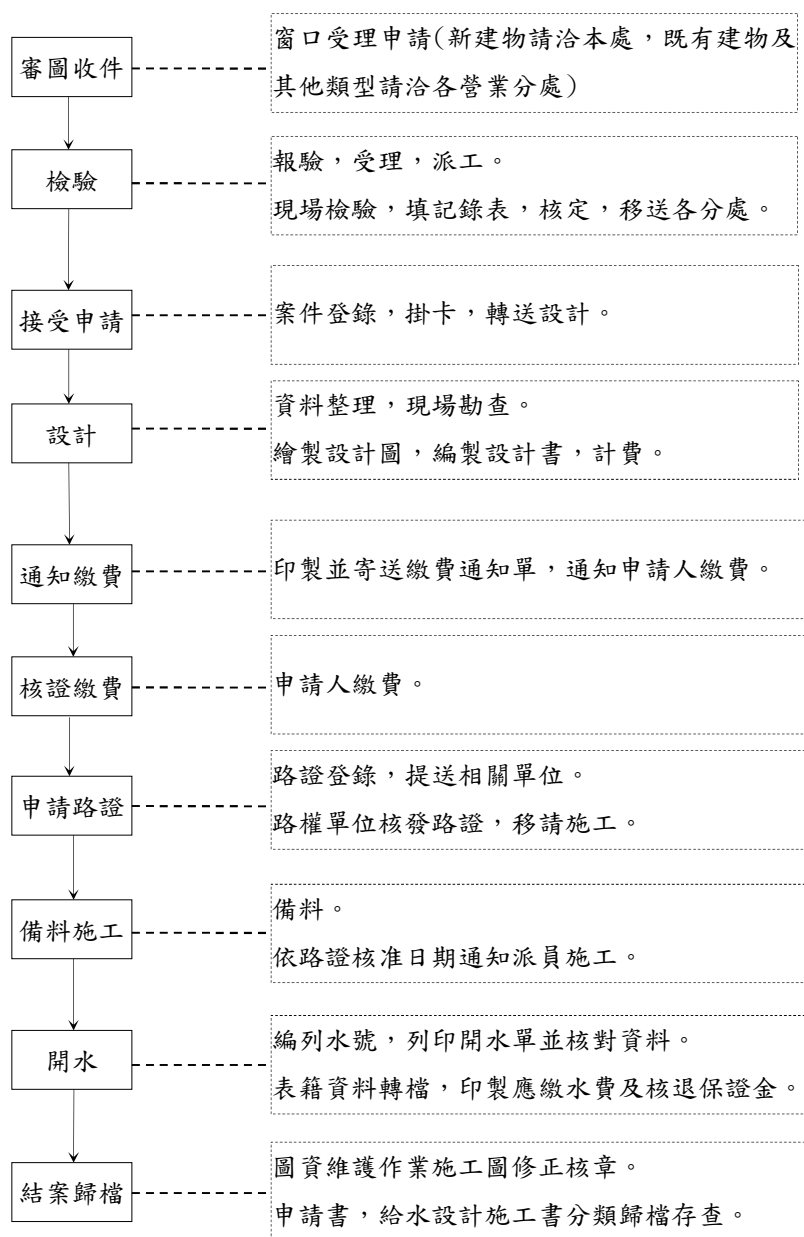 審圖收件
窗口受理申請(新建物請洽本處，既有建物及
其他類型請洽各營業分處)
檢驗
報驗，受理，派工。
現場檢驗，填記錄表，核定，移送各分處。
接受申請
案件登錄，掛卡，轉送設計。
設計
資料整理，現場勘查。
繪製設計圖，編製設計書，計費。
通知繳費
印製並寄送繳費通知單，通知申請人繳費。
核證繳費
申請人繳費。
申請路證
路證登錄，提送相關單位。
路權單位核發路證，移請施工。
備料施工
備料。
依路證核准日期通知派員施工。
開水
編列水號，列印開水單並核對資料。
表籍資料轉檔，印製應繳水費及核退保證金。
結案歸檔
圖資維護作業施工圖修正核章。
申請書，給水設計施工書分類歸檔存查。